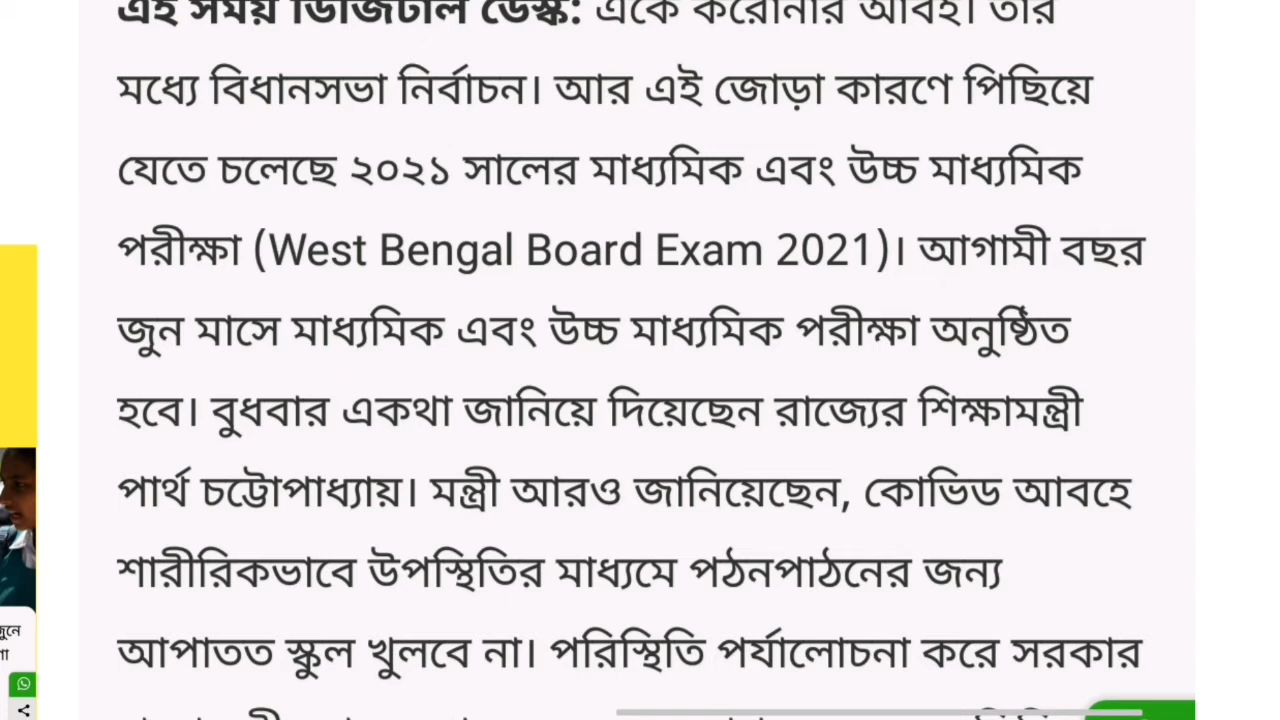 এই সময় ডিজিটাল ডেস্ক: একে করোনার আবহ। তার
মধ্যে বিধানসভা নির্বাচন। আর এই জোড়া কারণে পিছিয়ে
যেতে চলেছে ২০২১ সালের মাধ্যমিক এবং উচ্চ মাধ্যমিক
পরীক্ষা (West Bengal Board Exam 2021)। আগামী বছর
জুন মাসে মাধ্যমিক এবং উচ্চ মাধ্যমিক পরীক্ষা অনুষ্ঠিত
হবে। বুধবার একথা জানিয়ে দিয়েছেন রাজ্যের শিক্ষামন্ত্রী
পার্থ চট্টোপাধ্যায়। মন্ত্রী আরও জানিয়েছেন, কোভিড আবহে
শারীরিকভাবে উপস্থিতির মাধ্যমে পঠনপাঠনের জন্য
আপাতত স্কুল খুলবে না। পরিস্থিতি পর্যালোচনা করে সরকার